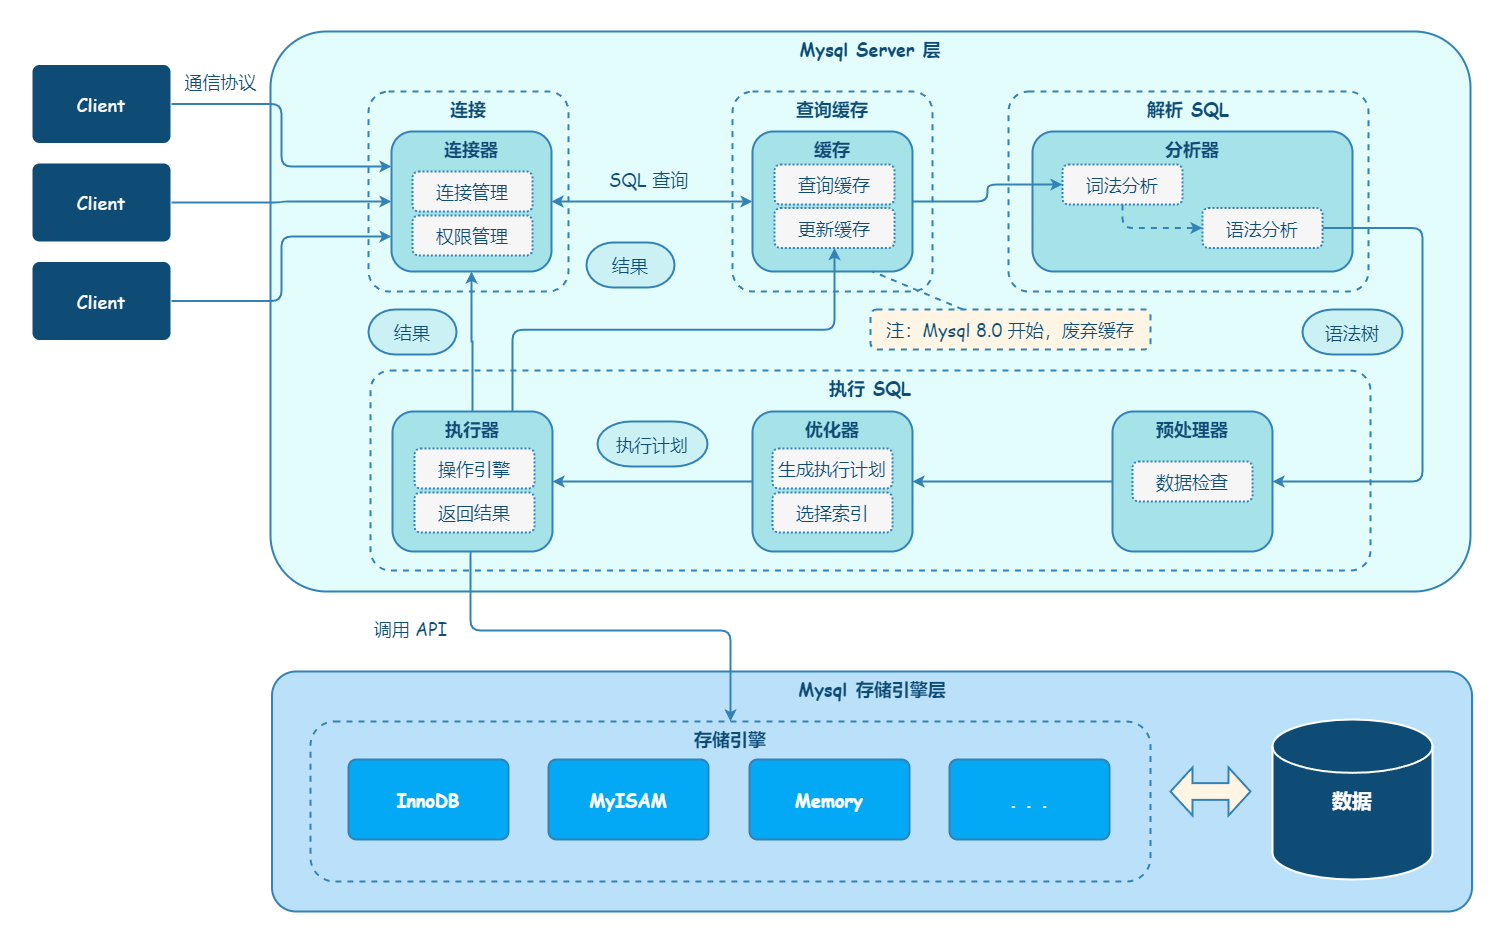 Mysql Server 层
Client
Client
Client
通信协议
连接
连接器
连接管理
权限管理
SQL 查询
结果
查询缓存
缓存
查询缓存
更新缓存
解析 SQL
分析器
词法分析
语法分析
结果
注：Mysql 8.0 开始，废弃缓存
语法树
执行 SQL
执行器
操作引擎
返回结果
执行计划
优化器
生成执行计划
选择索引
预处理器
数据检查
调用 API
Mysql 存储引擎层
存储引擎
InnoDB
MyISAM
Memory
. . .
数据